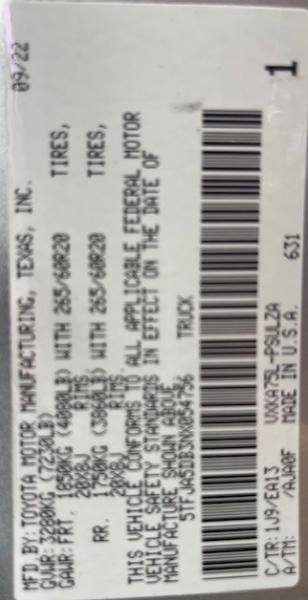 MFD.BY:TOYOTA MOTOR MANUFACTURING, TEXAS, INC. 09/22
GVWR: 3280KG (7230LB)
GAWR: FRT. 1850KG (4080LB) WITH 265/60R20 TIRES,
20X8J RIMS
RR. 1750KG (3860LB) WITH 265/60R20 TIRES,
20X8J RIMS
THIS VEHICLE CONFORMS TO ALL APPLICABLE FEDERAL MOTOR
VEHICLE SAFETY STANDARDS IN EFFECT ON THE DATE OF
MANUFACTURE SHOWN ABOVE.
5TFJA5DB3NX054756 TRUCK
C/TR: 1J9/EA13 VXKA75L-PSULZA
A/TM: /AJA0F MADE IN U.S.A. 631
1